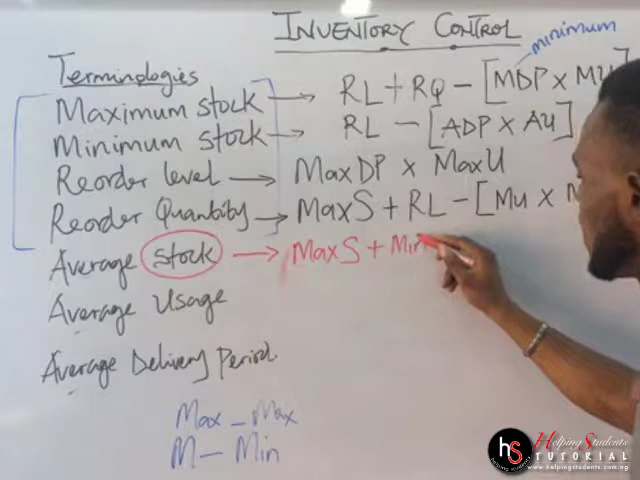 INVENTORY CONTROL
minimum
Terminologies
Maximum stock → RL + RQ - [MDP x MU
Minimum stock → RL - [ADP x AU]
Reorder level → MaxDP x MaxU
Reorder Quantity → MaxS + RL - [Mu x M
Average stock → MaxS + Min
Average Usage
Average Delivery Period.
Max - Max
M - Min
hs Helping Students
TUTORIAL
www.helpingstudents.com.ng